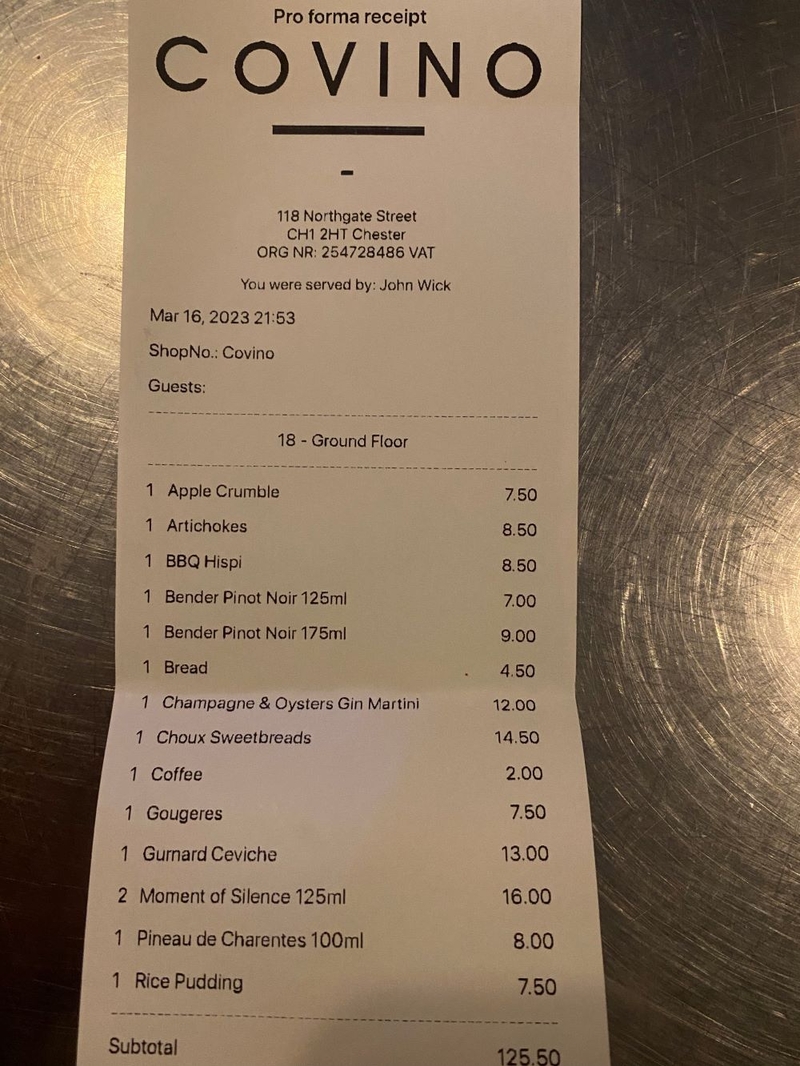 Pro forma receipt
COVINO
-
118 Northgate Street
CH1 2HT Chester
ORG NR: 254728486 VAT
You were served by: John Wick
Mar 16, 2023 21:53
ShopNo.: Covino
Guests:
18 - Ground Floor
1 Apple Crumble 7.50
1 Artichokes 8.50
1 BBQ Hispi 8.50
1 Bender Pinot Noir 125ml 7.00
1 Bender Pinot Noir 175ml 9.00
1 Bread 4.50
1 Champagne & Oysters Gin Martini 12.00
1 Choux Sweetbreads 14.50
1 Coffee 2.00
1 Gougeres 7.50
1 Gurnard Ceviche 13.00
2 Moment of Silence 125ml 16.00
1 Pineau de Charentes 100ml 8.00
1 Rice Pudding 7.50
Subtotal 125.50